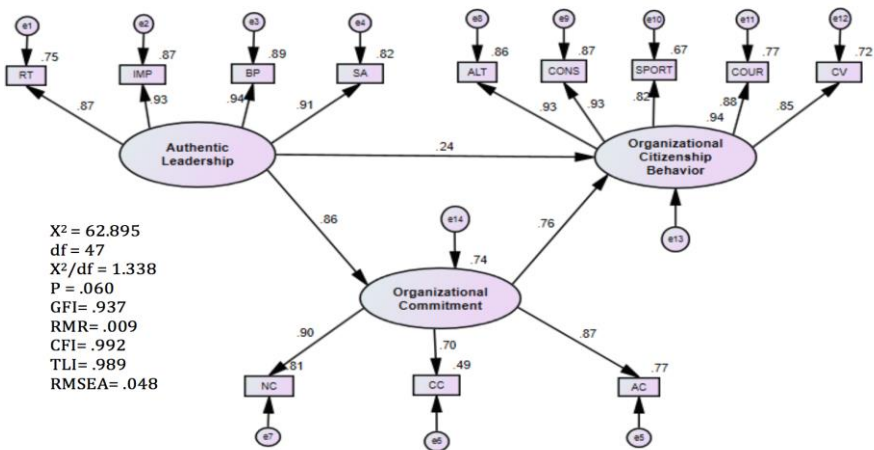 e1
e2
e3
e4
e8
e9
e10
e11
e12
.75
.87
.89
.82
.86
.87
.67
.77
.72
RT
IMP
BP
SA
ALT
CONS
SPORT
COUR
CV
.87
.93
.94
.91
.93
.93
.82
.88
.85
.94
Authentic
Leadership
.24
Organizational
Citizenship
Behavior
.86
e14
.76
e13
.74
X² = 62.895
df = 47
X²/df = 1.338
P = .060
GFI= .937
RMR= .009
CFI= .992
TLI= .989
RMSEA= .048
Organizational
Commitment
.90
.70
.87
.81
.49
.77
NC
CC
AC
e7
e6
e5